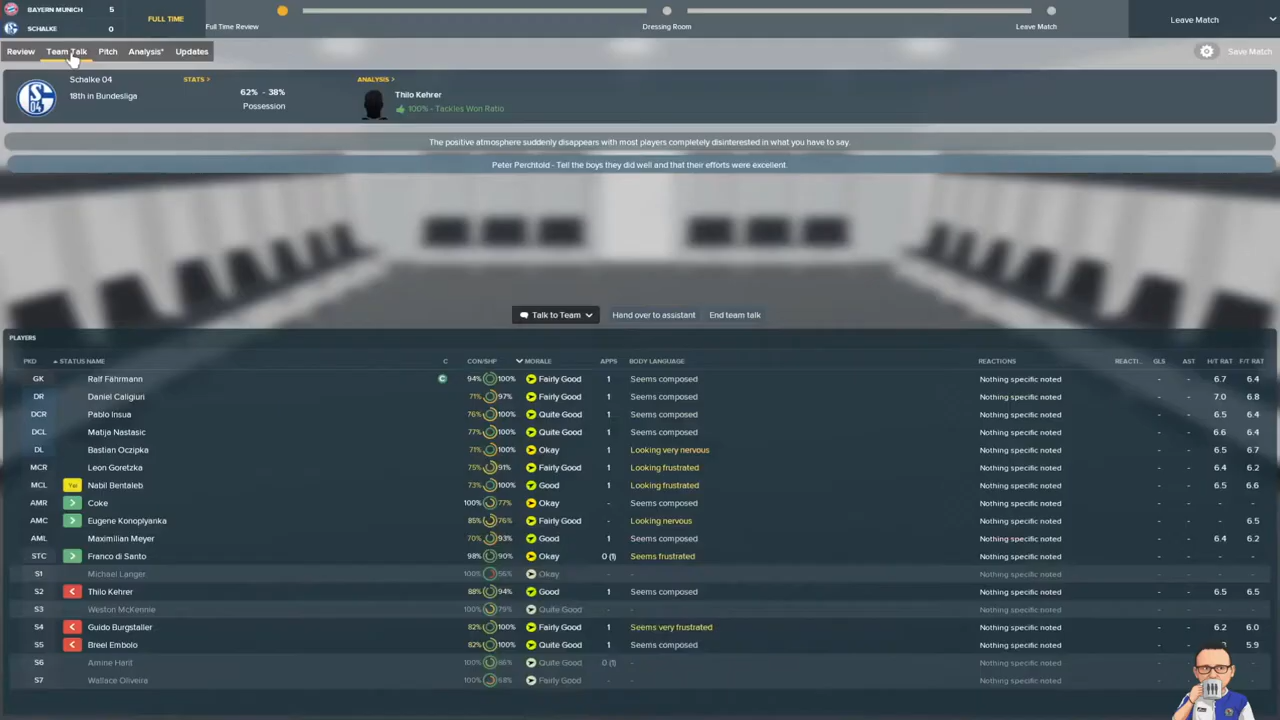 BAYERN MUNICH 5
SCHALKE 0
FULL TIME
Full Time Review
Dressing Room
Leave Match
Leave Match
Review Team Talk Pitch Analysis* Updates
Save Match
Schalke 04
18th in Bundesliga
STATS >
62% - 38%
Possession
ANALYSIS >
Thilo Kehrer
100% - Tackles Won Ratio
The positive atmosphere suddenly disappears with most players completely disinterested in what you have to say.
Peter Perchtold - Tell the boys they did well and that their efforts were excellent.
Talk to Team Hand over to assistant End team talk
PLAYERS
PKD STATUS NAME C CON/SHP MORALE APPS BODY LANGUAGE REACTIONS REACTI... GLS AST H/T RAT F/T RAT
GK Ralf Fährmann C 94% 100% Fairly Good 1 Seems composed Nothing specific noted - - 6.7 6.4
DR Daniel Caligiuri 71% 97% Fairly Good 1 Seems composed Nothing specific noted - - 7.0 6.8
DCR Pablo Insua 76% 100% Quite Good 1 Seems composed Nothing specific noted - - 6.5 6.4
DCL Matija Nastasic 77% 100% Quite Good 1 Seems composed Nothing specific noted - - 6.6 6.4
DL Bastian Oczipka 71% 100% Okay 1 Looking very nervous Nothing specific noted - - 6.5 6.7
MCR Leon Goretzka 75% 91% Fairly Good 1 Looking frustrated Nothing specific noted - - 6.4 6.2
MCL Yel Nabil Bentaleb 73% 100% Good 1 Looking frustrated Nothing specific noted - - 6.5 6.6
AMR Coke 100% 77% Okay - Seems composed Nothing specific noted - - - -
AMC Eugene Konoplyanka 85% 76% Fairly Good - Looking nervous Nothing specific noted - - - 6.5
AML Maximilian Meyer 70% 93% Good 1 Seems composed Nothing specific noted - - 6.4 6.2
STC Franco di Santo 98% 90% Okay 0 (1) Seems frustrated Nothing specific noted - - - -
S1 Michael Langer 100% 56% Okay - - Nothing specific noted - - - -
S2 Thilo Kehrer 88% 94% Good 1 Seems composed Nothing specific noted - - 6.5 6.5
S3 Weston McKennie 100% 79% Quite Good - - Nothing specific noted - - - -
S4 Guido Burgstaller 82% 100% Fairly Good 1 Seems very frustrated Nothing specific noted - - 6.2 6.0
S5 Breel Embolo 82% 100% Quite Good 1 Seems composed Nothing specific noted - - 5.9
S6 Amine Harit 100% Quite Good 0 (1) - Nothing specific noted - -
S7 Wallace Oliveira 100% 68% Fairly Good - - Nothing specific noted - -